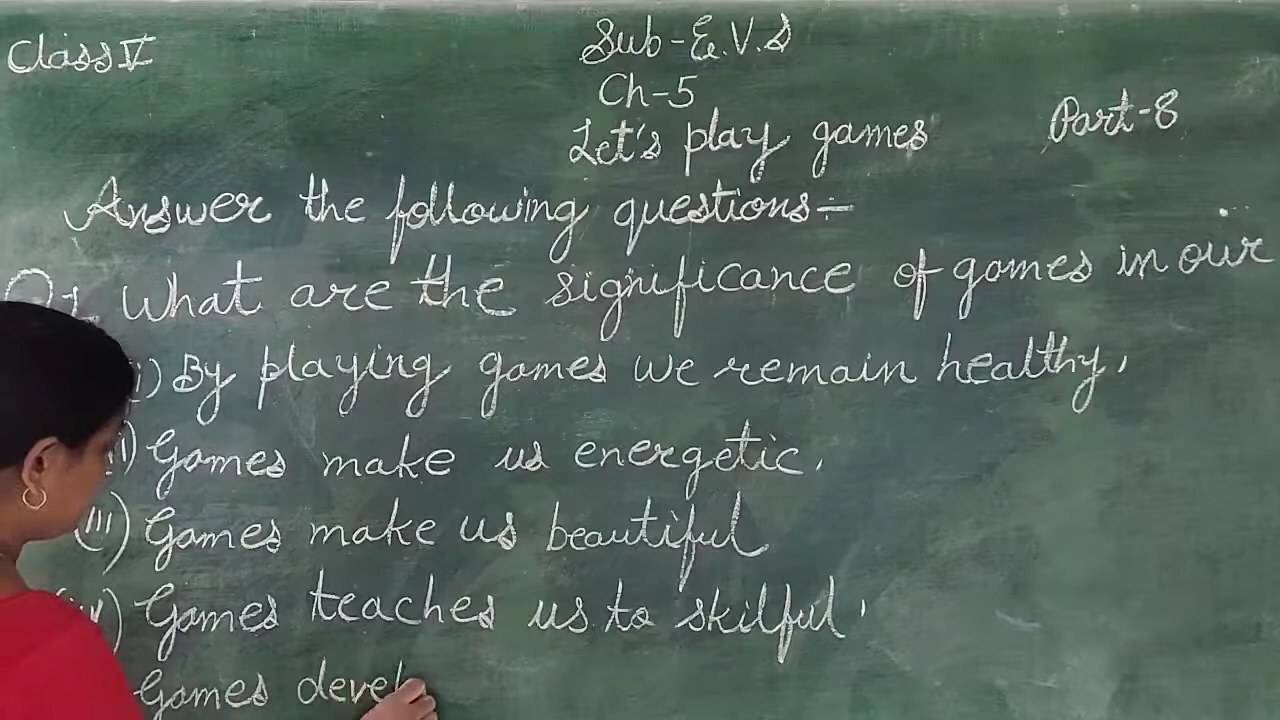 Class V
Sub-E.V.S
Ch-5
Let's play games
Part-8
Answer the following questions-
Q1. What are the significance of games in our
i) By playing games we remain healthy.
Games make us energetic.
(iii) Games make us beautiful
Games teaches us to skilful.
Games devel